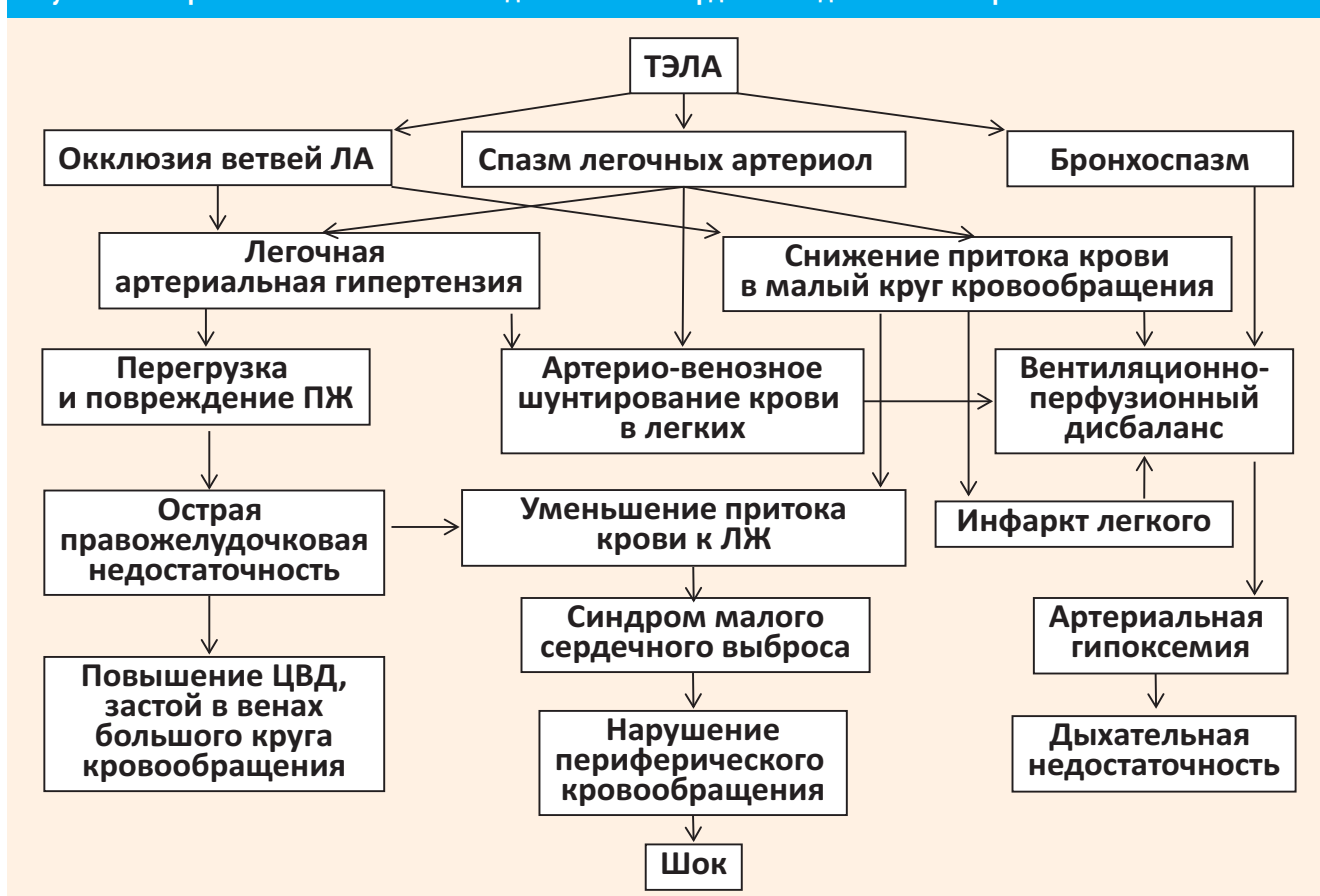 ТЭЛА
Окклюзия ветвей ЛА
Спазм легочных артериол
Бронхоспазм
Легочная
артериальная гипертензия
Снижение притока крови
в малый круг кровообращения
Перегрузка
и повреждение ПЖ
Артерио-венозное
шунтирование крови
в легких
Вентиляционно-
перфузионный
дисбаланс
Острая
правожелудочковая
недостаточность
Уменьшение притока
крови к ЛЖ
Инфаркт легкого
Синдром малого
сердечного выброса
Артериальная
гипоксемия
Повышение ЦВД,
застой в венах
большого круга
кровообращения
Нарушение
периферического
кровообращения
Дыхательная
недостаточность
Шок